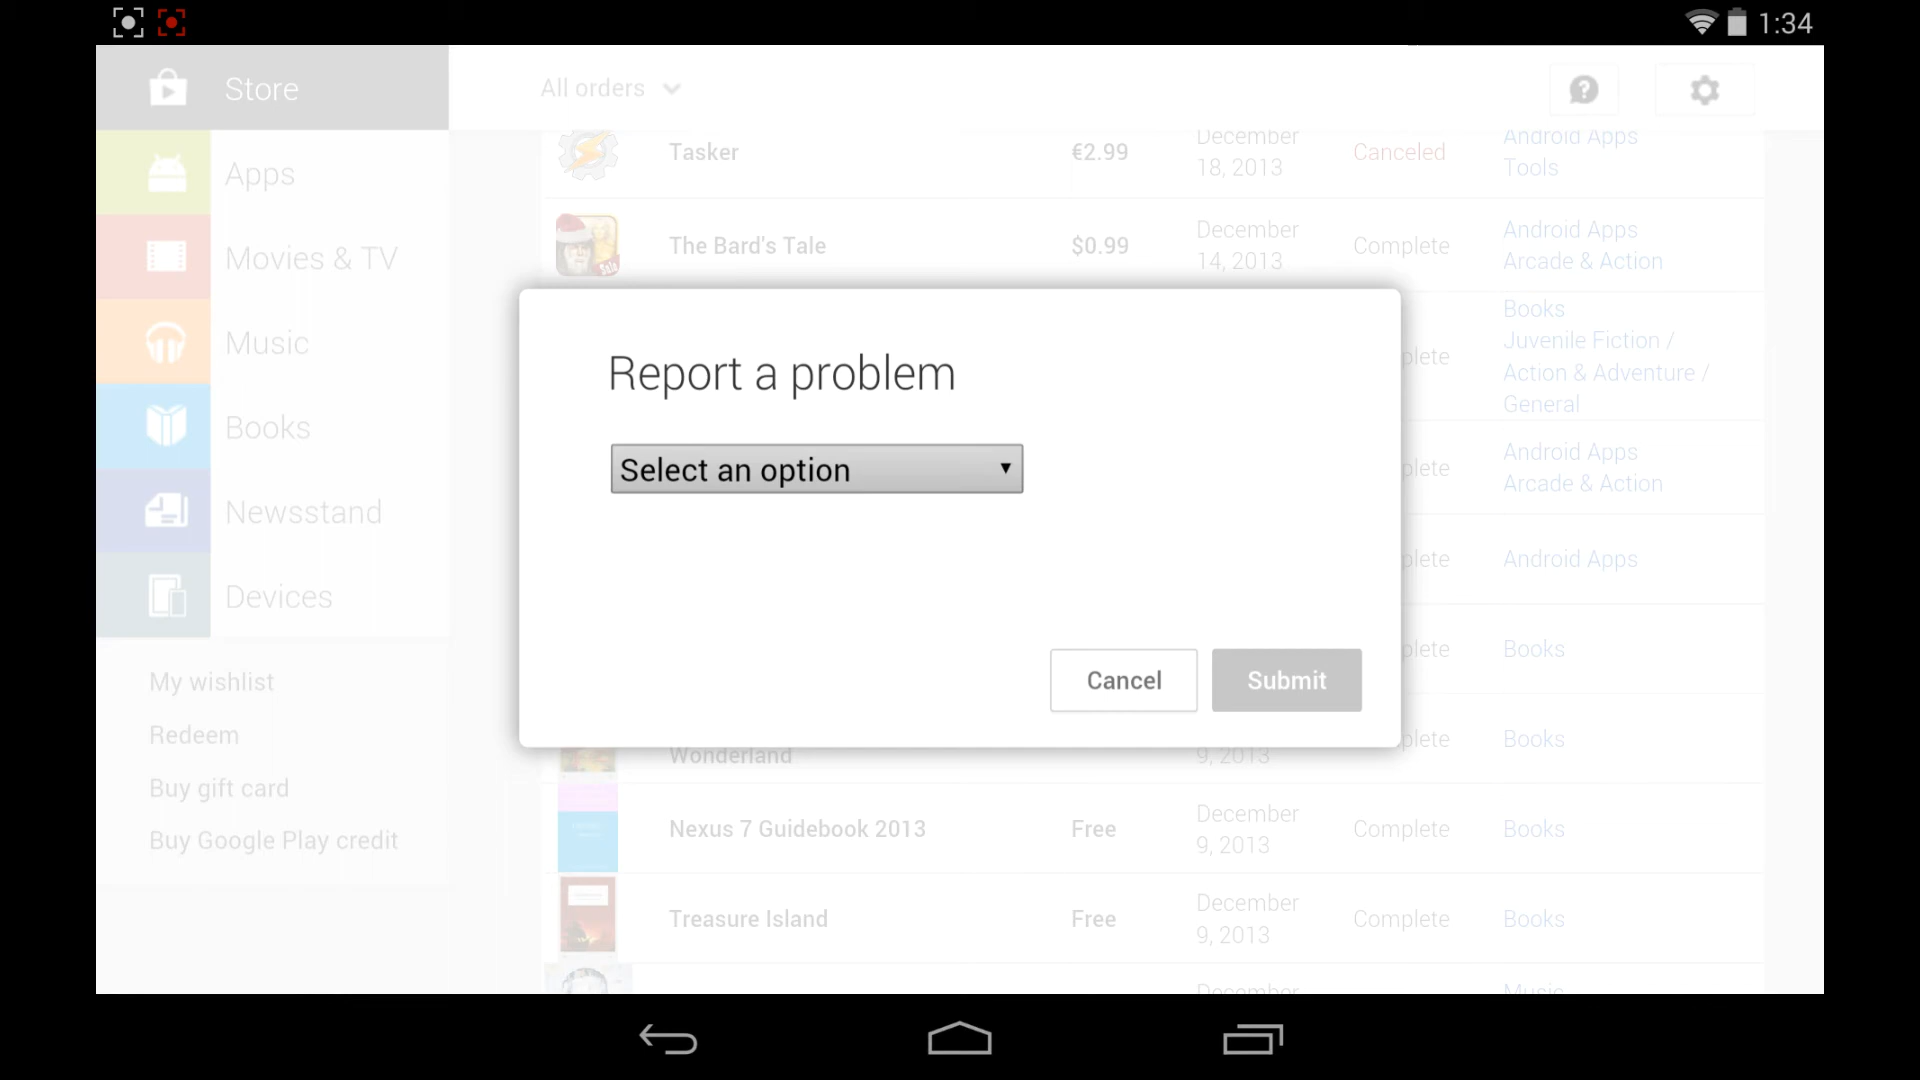 1:34
Store
All orders
Apps
Movies & TV
Music
Books
Newsstand
Devices
My wishlist
Redeem
Buy gift card
Buy Google Play credit
Tasker
€2.99
December
18, 2013
Canceled
Android Apps
Tools
The Bard's Tale
$0.99
December
14, 2013
Complete
Android Apps
Arcade & Action
Report a problem
Select an option
Cancel
Submit
plete
Books
Juvenile Fiction /
Action & Adventure /
General
plete
Android Apps
Arcade & Action
plete
Android Apps
plete
Books
Wonderland
9, 2013
plete
Books
Nexus 7 Guidebook 2013
Free
December
9, 2013
Complete
Books
Treasure Island
Free
December
9, 2013
Complete
Books
December
Music